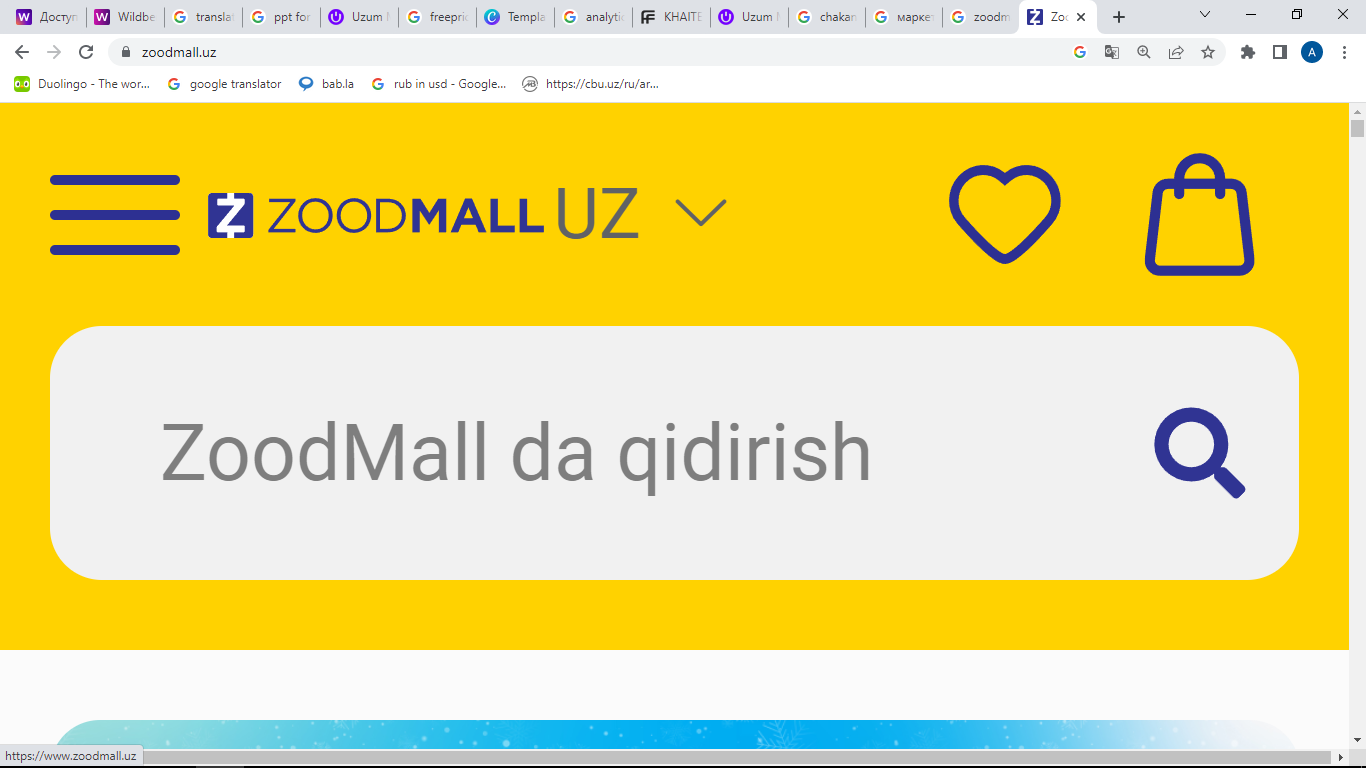 Доступ
Wildbe
translat
ppt for
Uzum M
freepric
Templa
analytic
KHAITE
Uzum M
chakan
маркет
zoodm
Zoo
zoodmall.uz
A
Duolingo - The wor...
google translator
bab.la
rub in usd - Google...
https://cbu.uz/ru/ar...
ZOODMALL UZ
ZoodMall da qidirish
https://www.zoodmall.uz